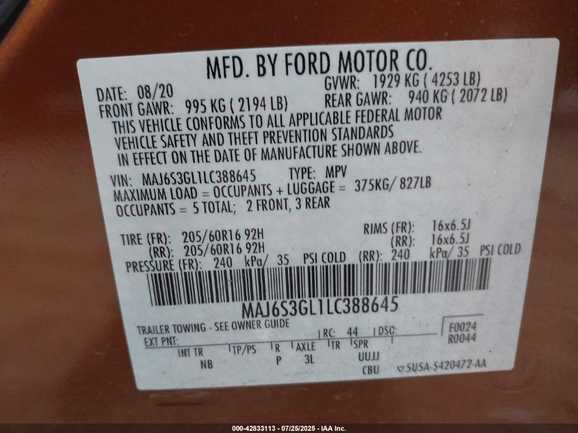 MFD. BY FORD MOTOR CO.
DATE: 08/20 GVWR: 1929 KG ( 4253 LB)
FRONT GAWR: 995 KG ( 2194 LB) REAR GAWR: 940 KG ( 2072 LB)
THIS VEHICLE CONFORMS TO ALL APPLICABLE FEDERAL MOTOR
VEHICLE SAFETY AND THEFT PREVENTION STANDARDS
IN EFFECT ON THE DATE OF MANUFACTURE SHOWN ABOVE.
VIN: MAJ6S3GL1LC388645 TYPE: MPV
MAXIMUM LOAD = OCCUPANTS + LUGGAGE = 375KG/ 827LB
OCCUPANTS = 5 TOTAL; 2 FRONT, 3 REAR
TIRE (FR): 205/60R16 92H RIMS (FR): 16x6.5J
(RR): 205/60R16 92H (RR): 16x6.5J
PRESSURE (FR): 240 kPa/ 35 PSI COLD (RR): 240 kPa/ 35 PSI COLD
MAJ6S3GL1LC388645
TRAILER TOWING - SEE OWNER GUIDE
EXT PNT: RC: 44 DSO: F0024
R0044
INT TR TP/PS R AXLE TR SPR
NB P 3L UUJJ
CBU 5USA-S420472-AA
000-42833113 - 07/25/2025 - IAA Inc.